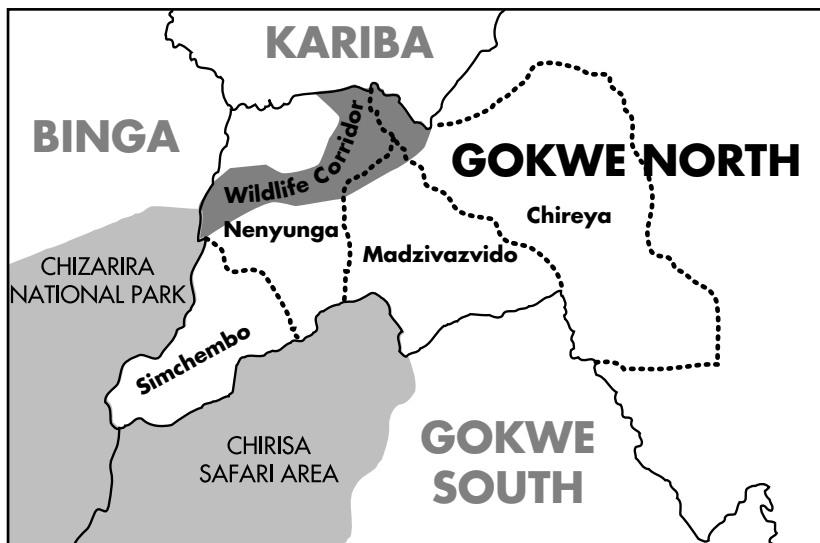 KARIBA
BINGA
Wildlife Corridor
GOKWE NORTH
Nenyunga
Chireya
Madzivazvido
CHIZARIRA
NATIONAL PARK
Simchembo
CHIRISA
SAFARI AREA
GOKWE
SOUTH